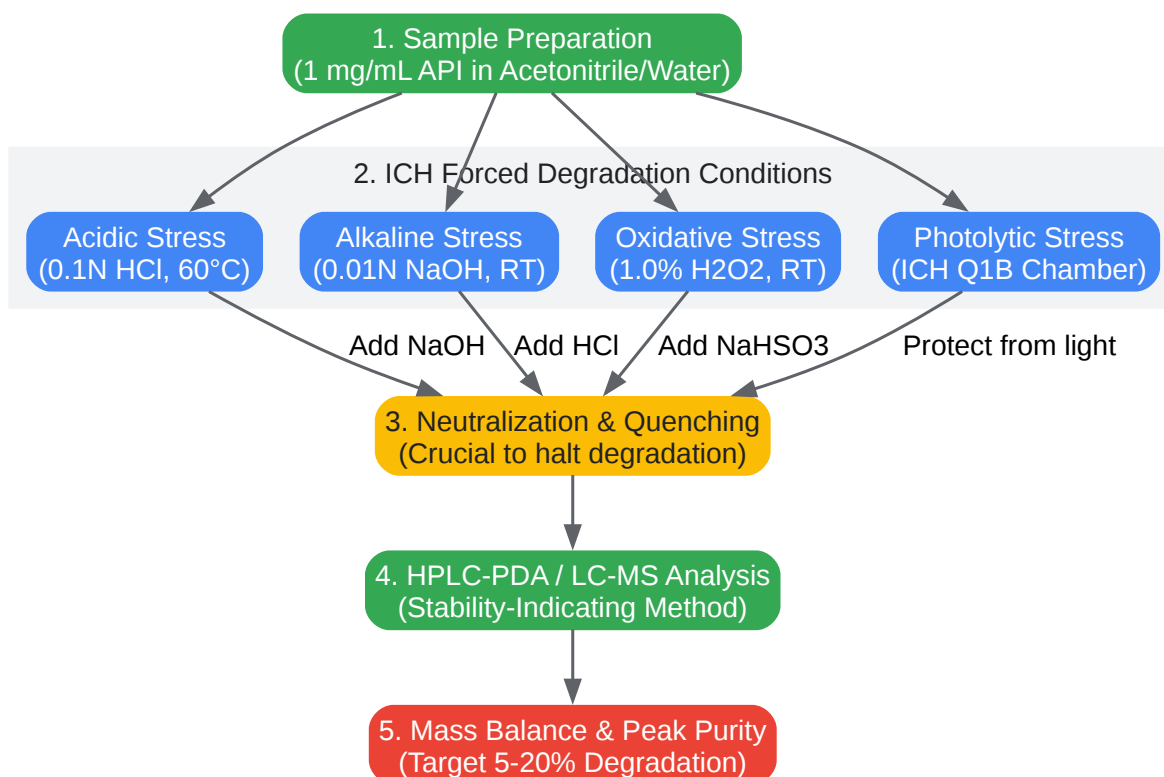 1. Sample Preparation
(1 mg/mL API in Acetonitrile/Water)
2. ICH Forced Degradation Conditions
Acidic Stress
(0.1N HCl, 60°C)
Alkaline Stress
(0.01N NaOH, RT)
Oxidative Stress
(1.0% H2O2, RT)
Photolytic Stress
(ICH Q1B Chamber)
Add NaOH
Add HCl
Add NaHSO3
Protect from light
3. Neutralization & Quenching
(Crucial to halt degradation)
4. HPLC-PDA / LC-MS Analysis
(Stability-Indicating Method)
5. Mass Balance & Peak Purity
(Target 5-20% Degradation)